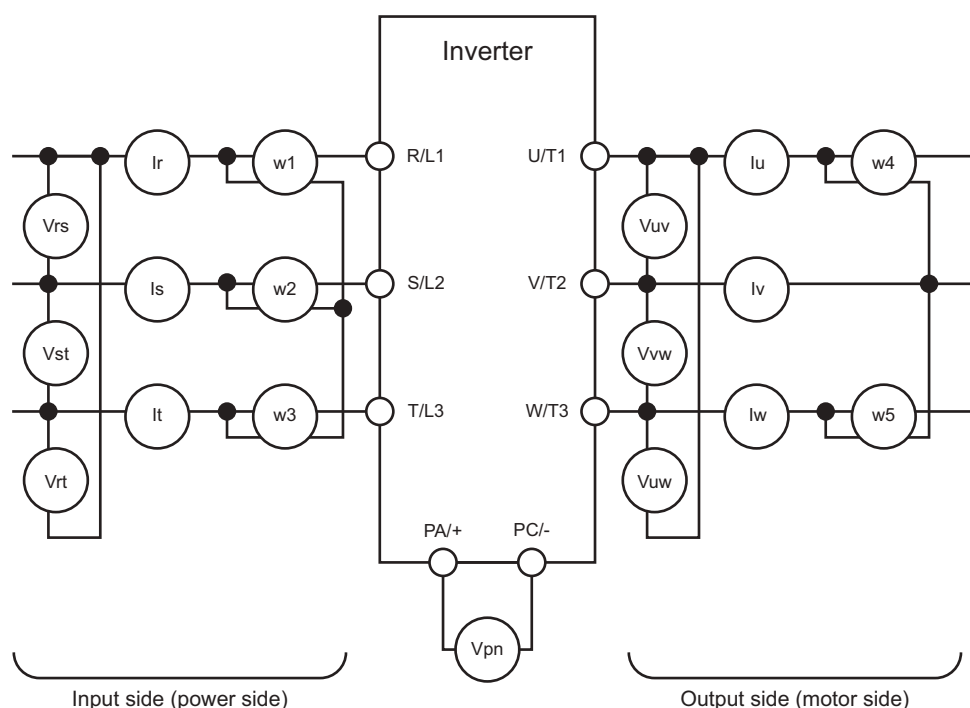 Inverter
Ir
w1
R/L1
U/T1
Iu
w4
Vrs
Vuv
Is
w2
S/L2
V/T2
Iv
Vst
Vvw
It
w3
T/L3
W/T3
Iw
w5
Vrt
Vuw
PA/+
PC/-
Vpn
Input side (power side)
Output side (motor side)